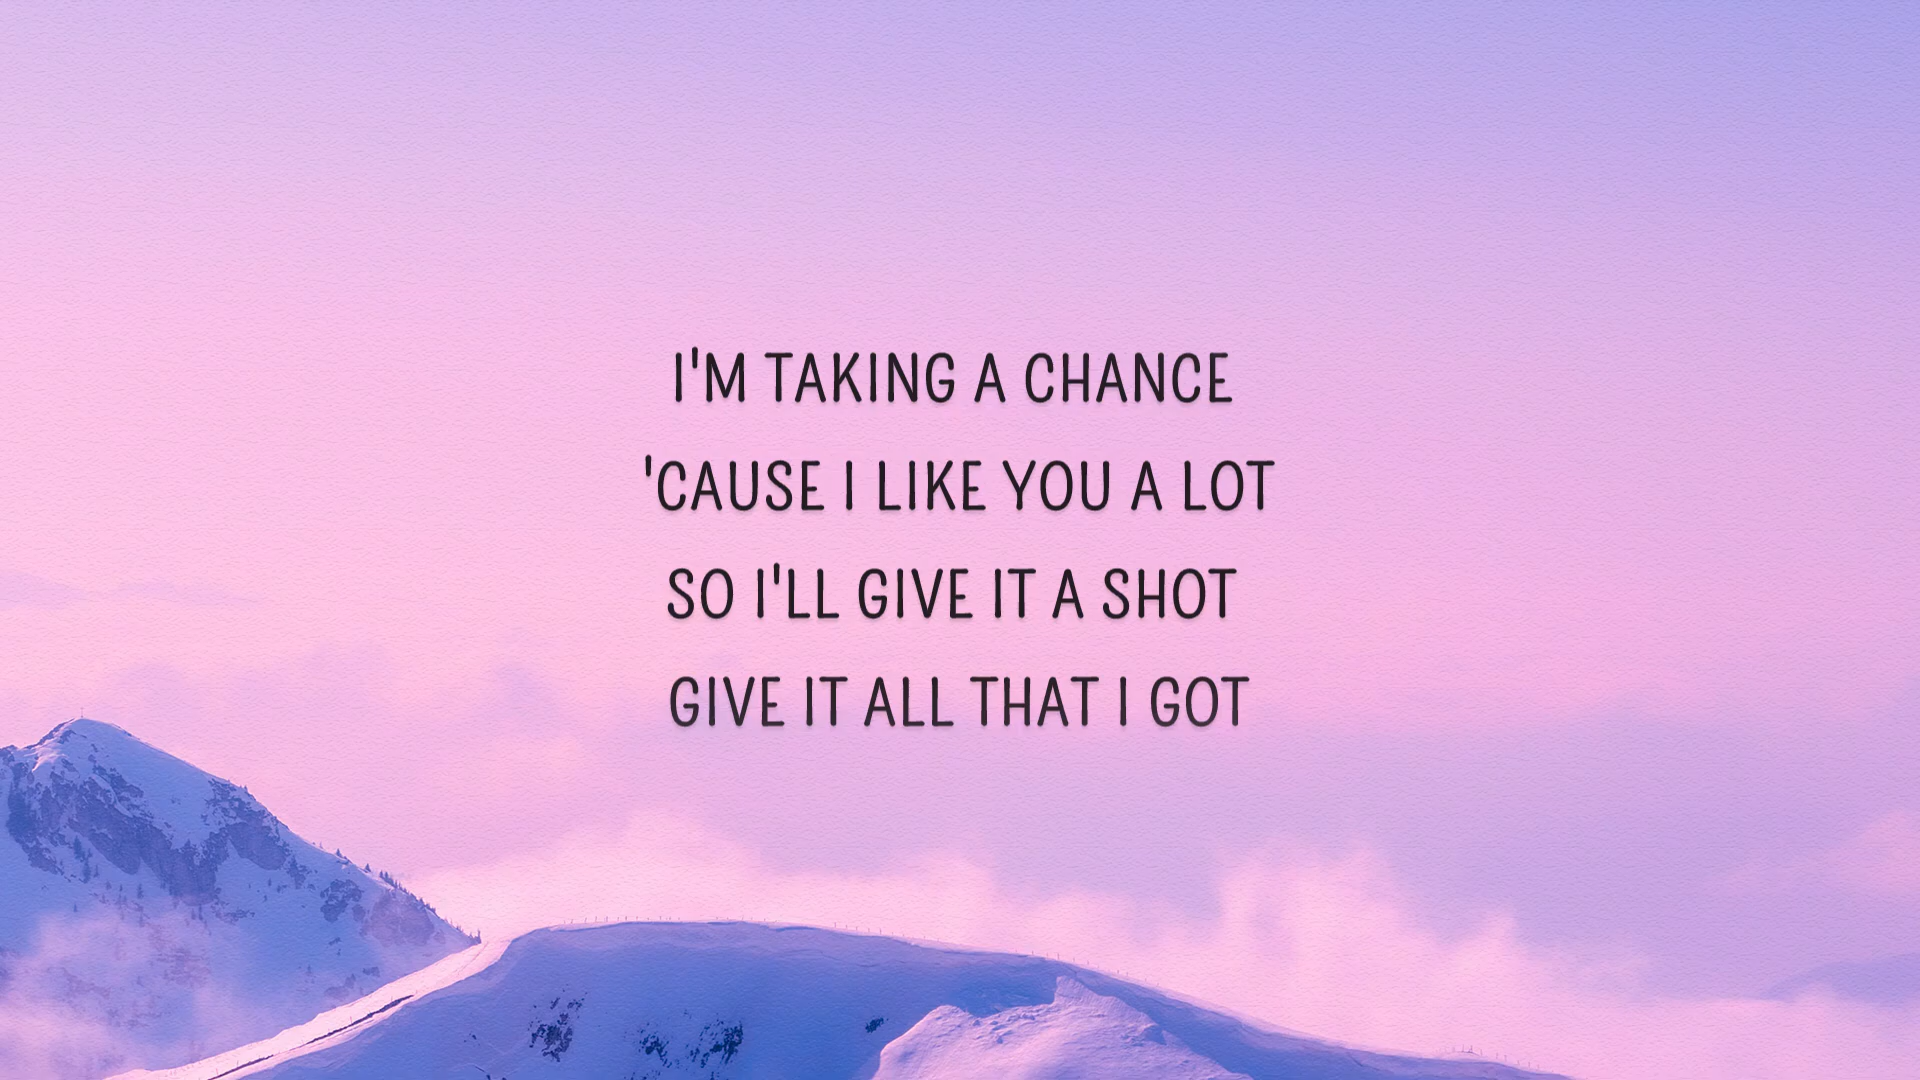 I'M TAKING A CHANCE
'CAUSE I LIKE YOU A LOT
SO I'LL GIVE IT A SHOT
GIVE IT ALL THAT I GOT